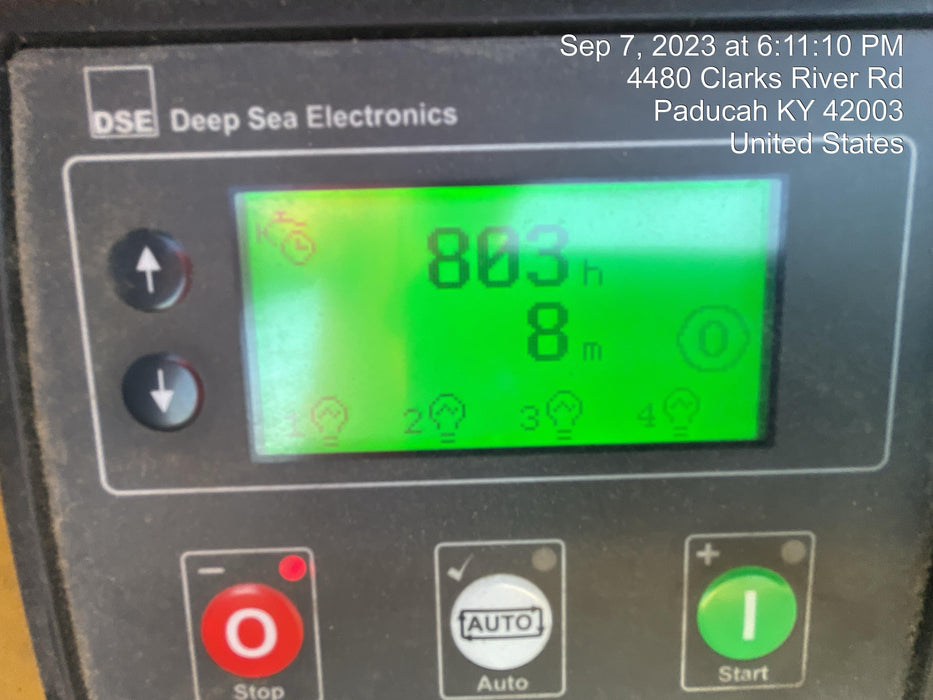 Sep 7, 2023 at 6:11:10 PM
4480 Clarks River Rd
Paducah KY 42003
United States
DSE Deep Sea Electronics
803 h
8 m
0
1 2 3 4
O AUTO I
Stop Auto Start